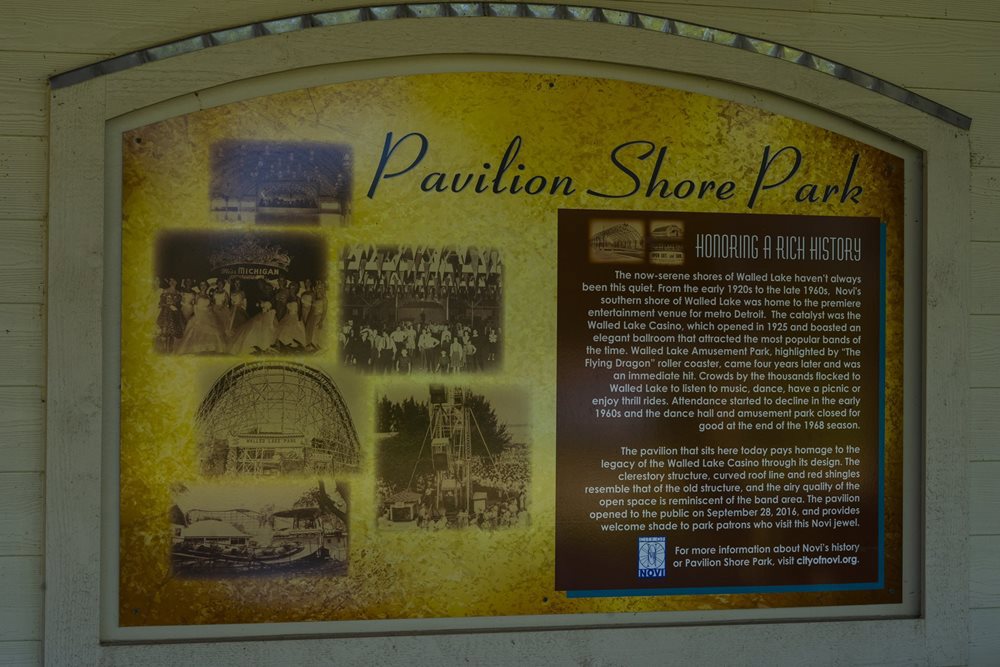 Pavilion Shore Park
HONORING A RICH HISTORY
The now-serene shores of Walled Lake haven't always
been this quiet. From the early 1920s to the late 1960s, Novi's
southern shore of Walled Lake was home to the premiere
entertainment venue for metro Detroit. The catalyst was the
Walled Lake Casino, which opened in 1925 and boasted an
elegant ballroom that attracted the most popular bands of
the time. Walled Lake Amusement Park, highlighted by "The
Flying Dragon" roller coaster, came four years later and was
an immediate hit. Crowds by the thousands flocked to
Walled Lake to listen to music, dance, have a picnic or
enjoy thrill rides. Attendance started to decline in the early
1960s and the dance hall and amusement park closed for
good at the end of the 1968 season.
The pavilion that sits here today pays homage to the
legacy of the Walled Lake Casino through its design. The
clerestory structure, curved roof line and red shingles
resemble that of the old structure, and the airy quality of the
open space is reminiscent of the band area. The pavilion
opened to the public on September 28, 2016, and provides
welcome shade to park patrons who visit this Novi jewel.
CITY OF
NOVI
For more information about Novi's history
or Pavilion Shore Park, visit cityofnovi.org.
Miss MICHIGAN
WALLED LAKE PARK